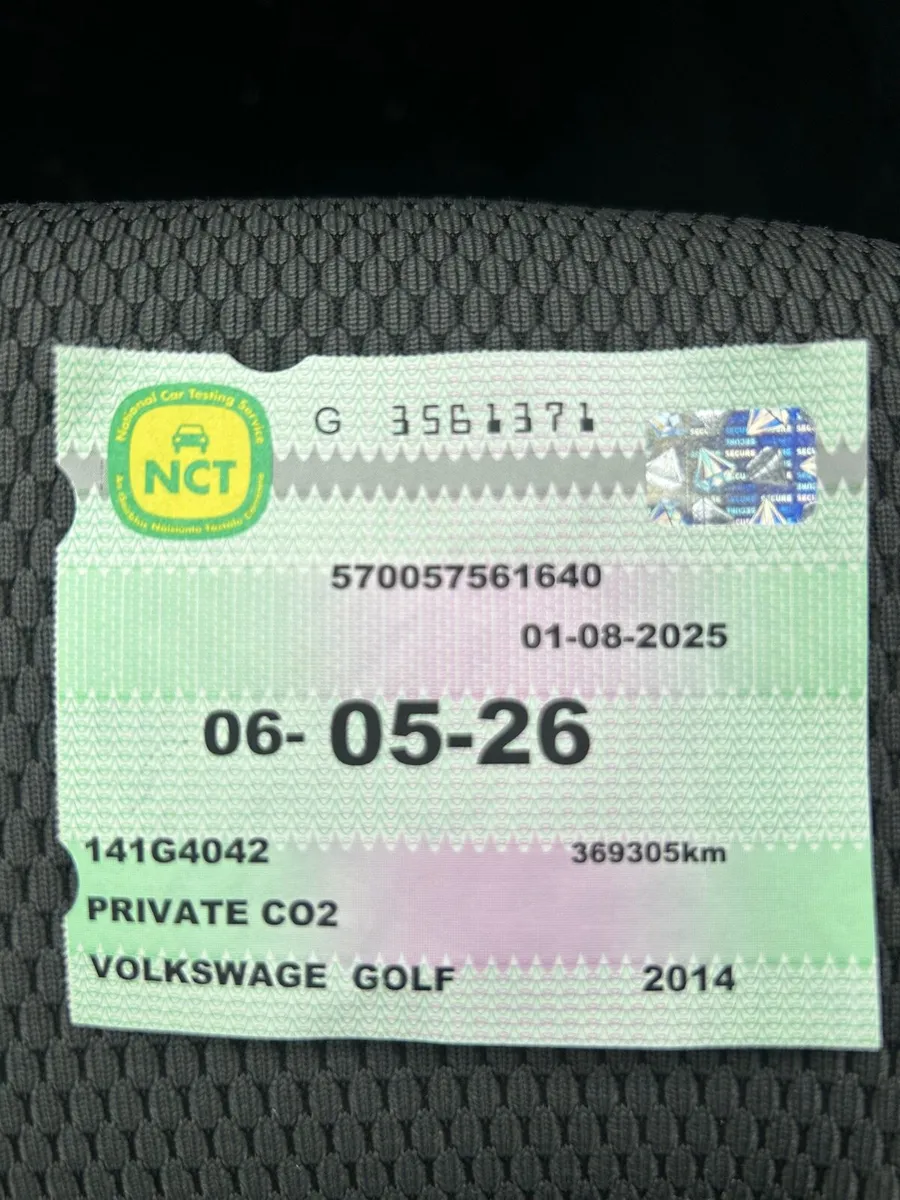 National Car Testing Service
NCT
G 3561371
SECURE
570057561640
01-08-2025
06-05-26
141G4042 369305km
PRIVATE CO2
VOLKSWAGE GOLF 2014